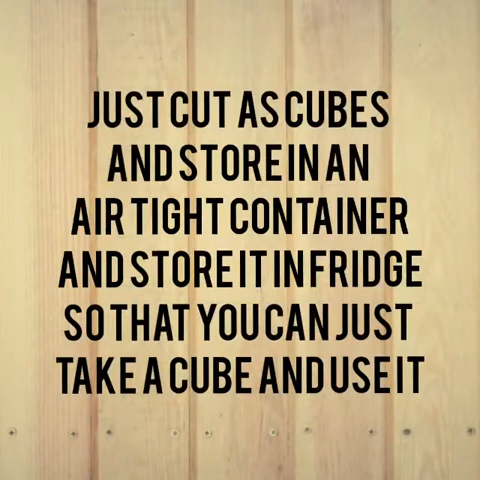 JUST CUT AS CUBES
AND STORE IN AN
AIR TIGHT CONTAINER
AND STORE IT IN FRIDGE
SO THAT YOU CAN JUST
TAKE A CUBE AND USE IT